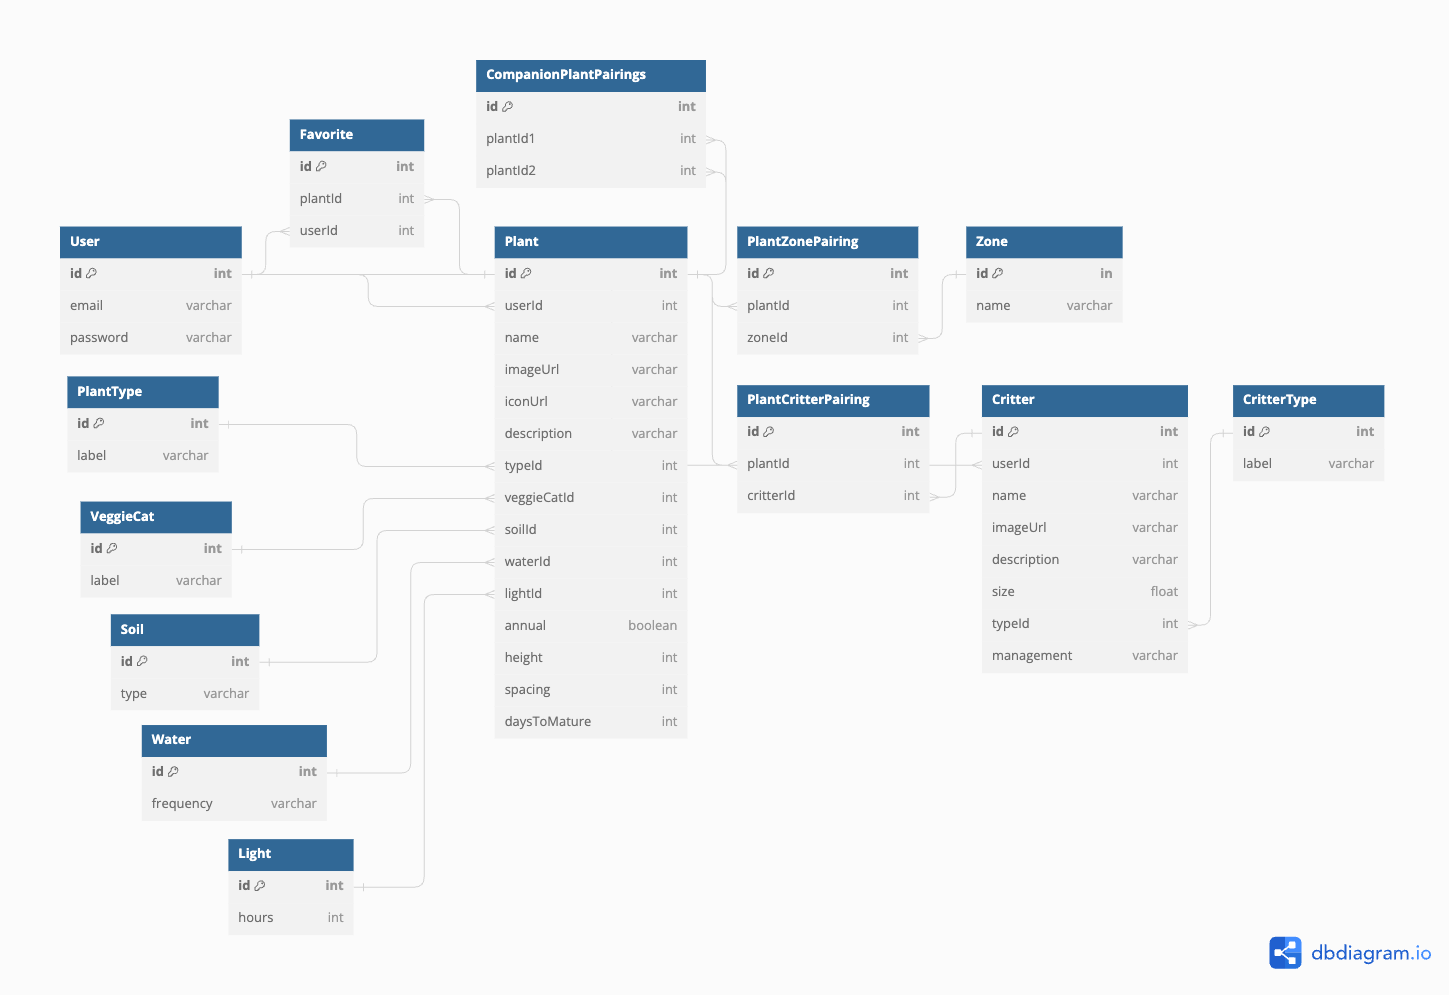 CompanionPlantPairings
id int
plantId1 int
plantId2 int
Favorite
id int
plantId int
userId int
User
id int
email varchar
password varchar
Plant
id int
userId int
name varchar
imageUrl varchar
iconUrl varchar
description varchar
typeId int
veggieCatId int
soilId int
waterId int
lightId int
annual boolean
height int
spacing int
daysToMature int
PlantZonePairing
id int
plantId int
zoneId int
Zone
id in
name varchar
PlantType
id int
label varchar
PlantCritterPairing
id int
plantId int
critterId int
Critter
id int
userId int
name varchar
imageUrl varchar
description varchar
size float
typeId int
management varchar
CritterType
id int
label varchar
VeggieCat
id int
label varchar
Soil
id int
type varchar
Water
id int
frequency varchar
Light
id int
hours int
dbdiagram.io